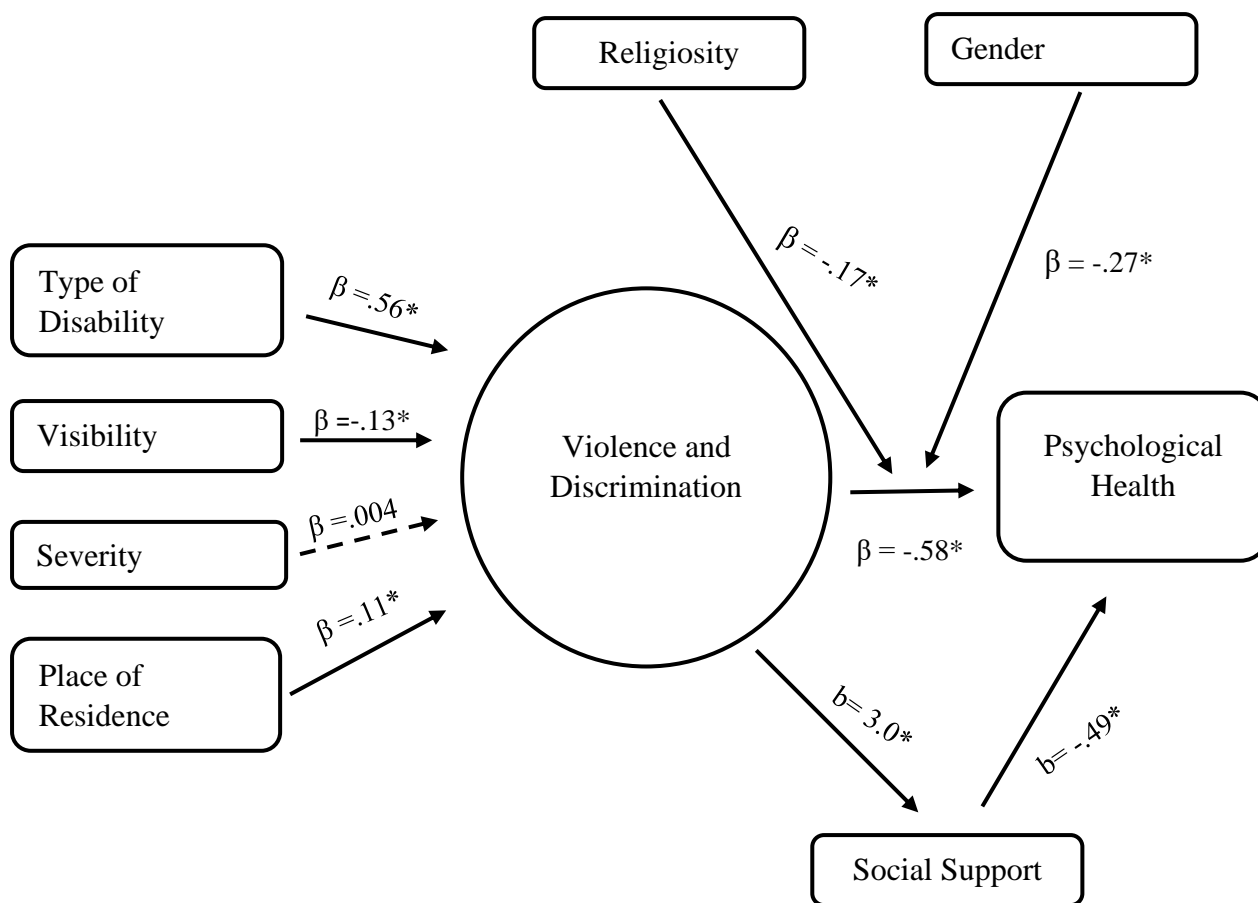 Religiosity
Gender
β = -.17*
β = -.27*
Type of
Disability
β =.56*
Visibility
β =-.13*
Severity
β =.004
Place of
Residence
β =.11*
Violence and
Discrimination
β = -.58*
Psychological
Health
b= 3.0*
b= -.49*
Social Support